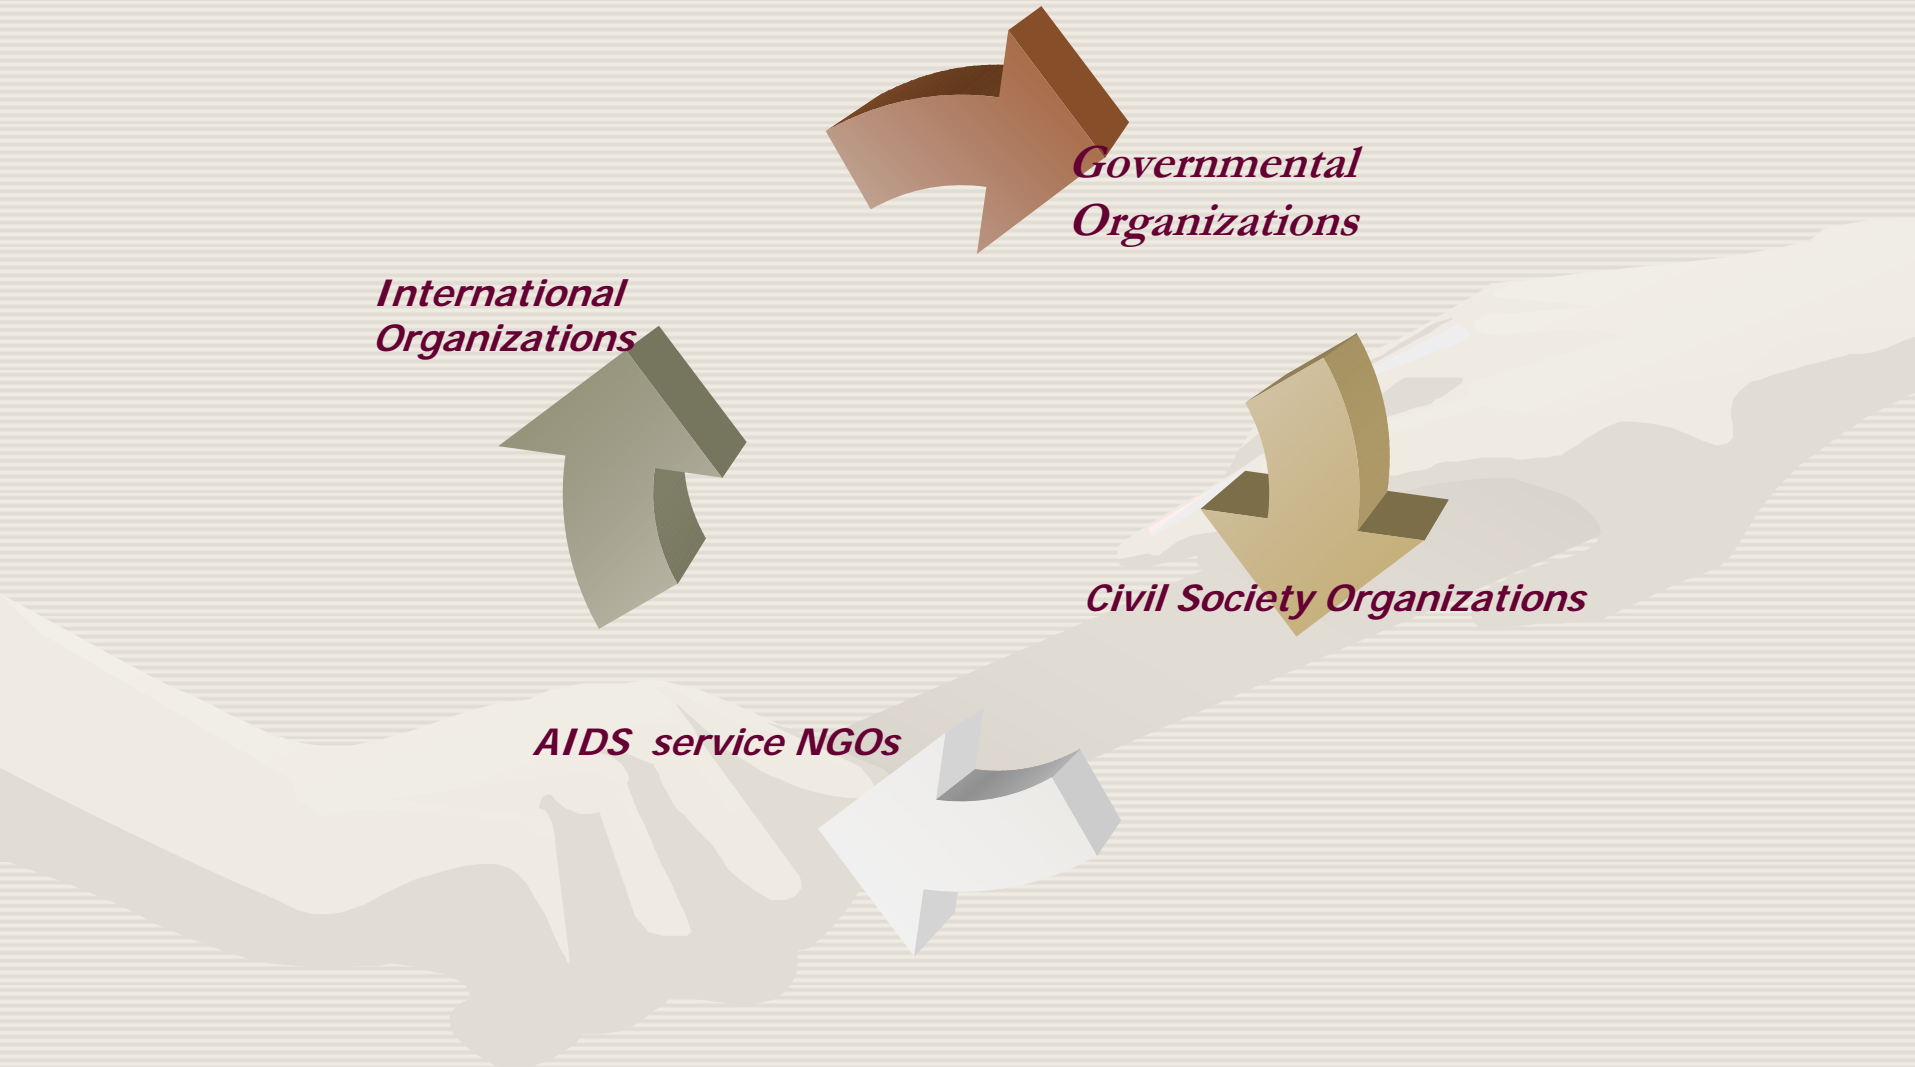 Governmental
Organizations
International
Organizations
Civil Society Organizations
AIDS service NGOs